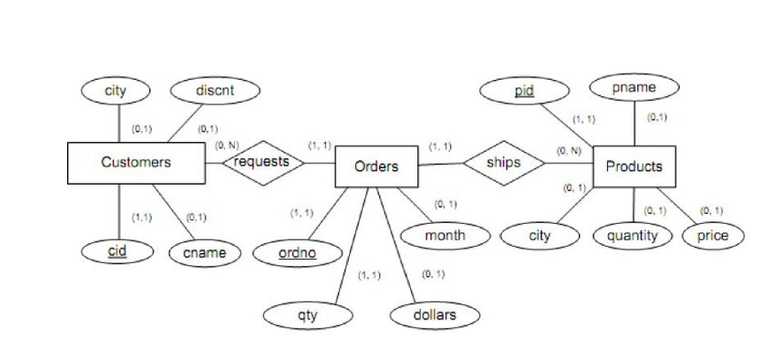 city
discnt
pid
pname
(0,1)
(0,1)
(1, 1)
(0,1)
Customers
(0, N)
requests
(1, 1)
Orders
(1, 1)
ships
(0, N)
Products
(0, 1)
(1,1)
(0,1)
(1, 1)
(0, 1)
(0, 1)
(0, 1)
cid
cname
ordno
month
city
quantity
price
(1, 1)
(0, 1)
qty
dollars